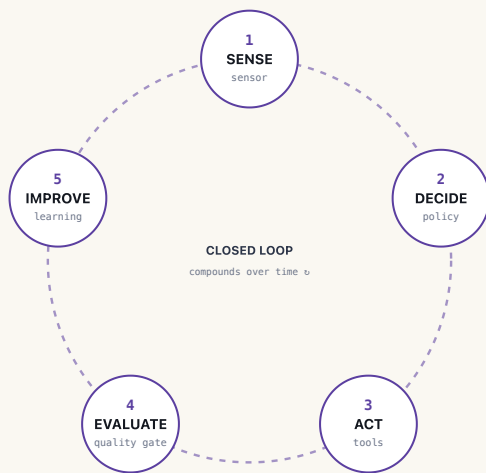 1
SENSE
sensor
2
DECIDE
policy
3
ACT
tools
4
EVALUATE
quality gate
5
IMPROVE
learning
CLOSED LOOP
compounds over time ↻